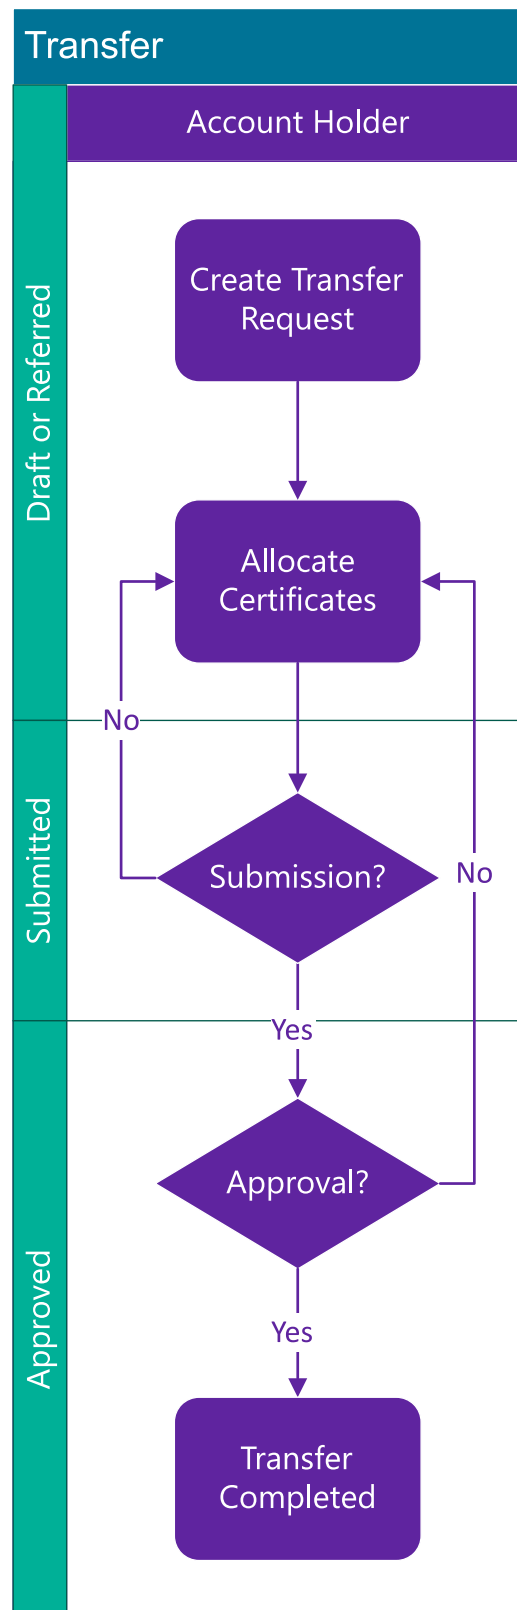 Transfer
Account Holder
Draft or Referred
Create Transfer
Request
Allocate
Certificates
No
Submitted
Submission?
No
Yes
Approved
Approval?
Yes
Transfer
Completed